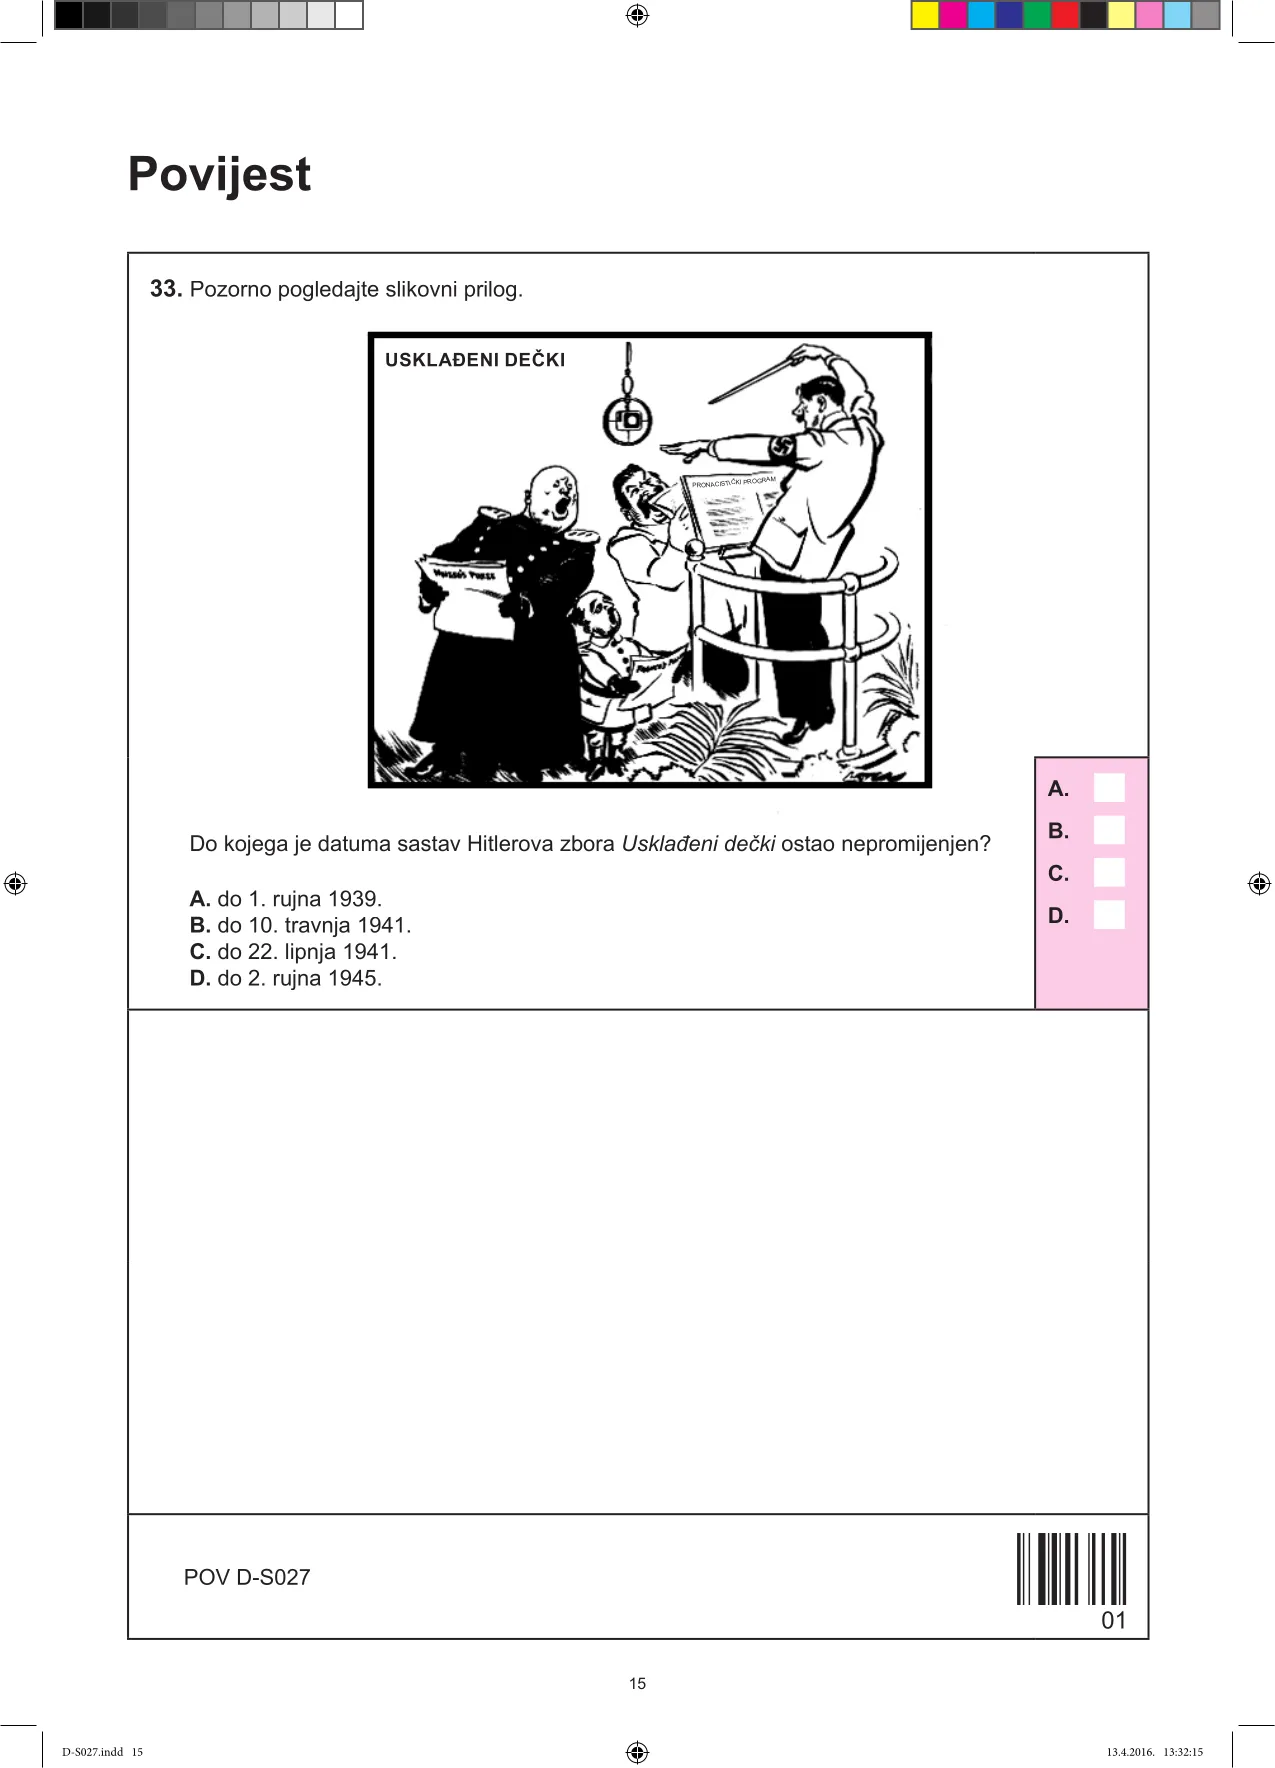 Povijest
33. Pozorno pogledajte slikovni prilog.
USKLAĐENI DEČKI
PRONACISTIČKI PROGRAM
Do kojega je datuma sastav Hitlerova zbora Usklađeni dečki ostao nepromijenjen?
A. do 1. rujna 1939.
B. do 10. travnja 1941.
C. do 22. lipnja 1941.
D. do 2. rujna 1945.
A.
B.
C.
D.
POV D-S027
01
15
D-S027.indd 15
13.4.2016. 13:32:15